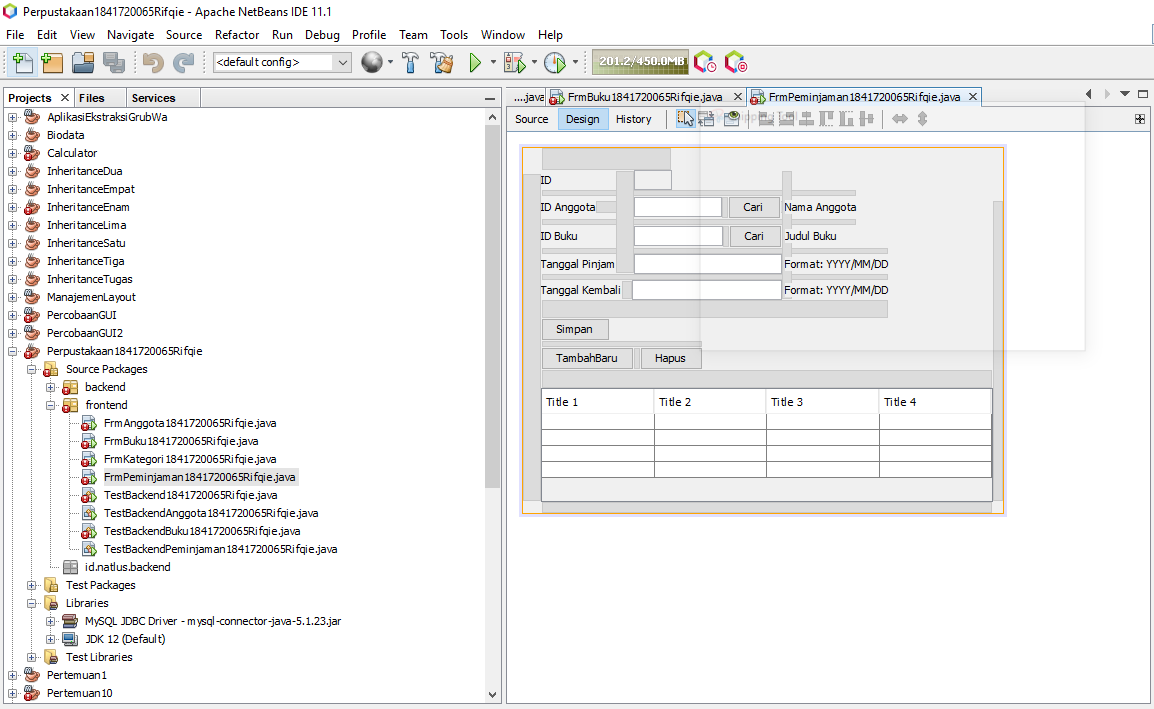 Perpustakaan1841720065Rifqie - Apache NetBeans IDE 11.1
File Edit View Navigate Source Refactor Run Debug Profile Team Tools Window Help
<default config> 201.2/450.0MB
Projects Files Services
AplikasiEkstraksiGrubWa
Biodata
Calculator
InheritanceDua
InheritanceEmpat
InheritanceEnam
InheritanceLima
InheritanceSatu
InheritanceTiga
InheritanceTugas
ManajemenLayout
PercobaanGUI
PercobaanGUI2
Perpustakaan1841720065Rifqie
Source Packages
backend
frontend
FrmAnggota1841720065Rifqie.java
FrmBuku1841720065Rifqie.java
FrmKategori1841720065Rifqie.java
FrmPeminjaman1841720065Rifqie.java
TestBackend1841720065Rifqie.java
TestBackendAnggota1841720065Rifqie.java
TestBackendBuku1841720065Rifqie.java
TestBackendPeminjaman1841720065Rifqie.java
id.natlus.backend
Test Packages
Libraries
MySQL JDBC Driver - mysql-connector-java-5.1.23.jar
JDK 12 (Default)
Test Libraries
Pertemuan1
Pertemuan10
....java FrmBuku1841720065Rifqie.java FrmPeminjaman1841720065Rifqie.java
Source Design History
ID
ID Anggota Cari Nama Anggota
ID Buku Cari Judul Buku
Tanggal Pinjam Format: YYYY/MM/DD
Tanggal Kembali Format: YYYY/MM/DD
Simpan
TambahBaru Hapus
Title 1 Title 2 Title 3 Title 4